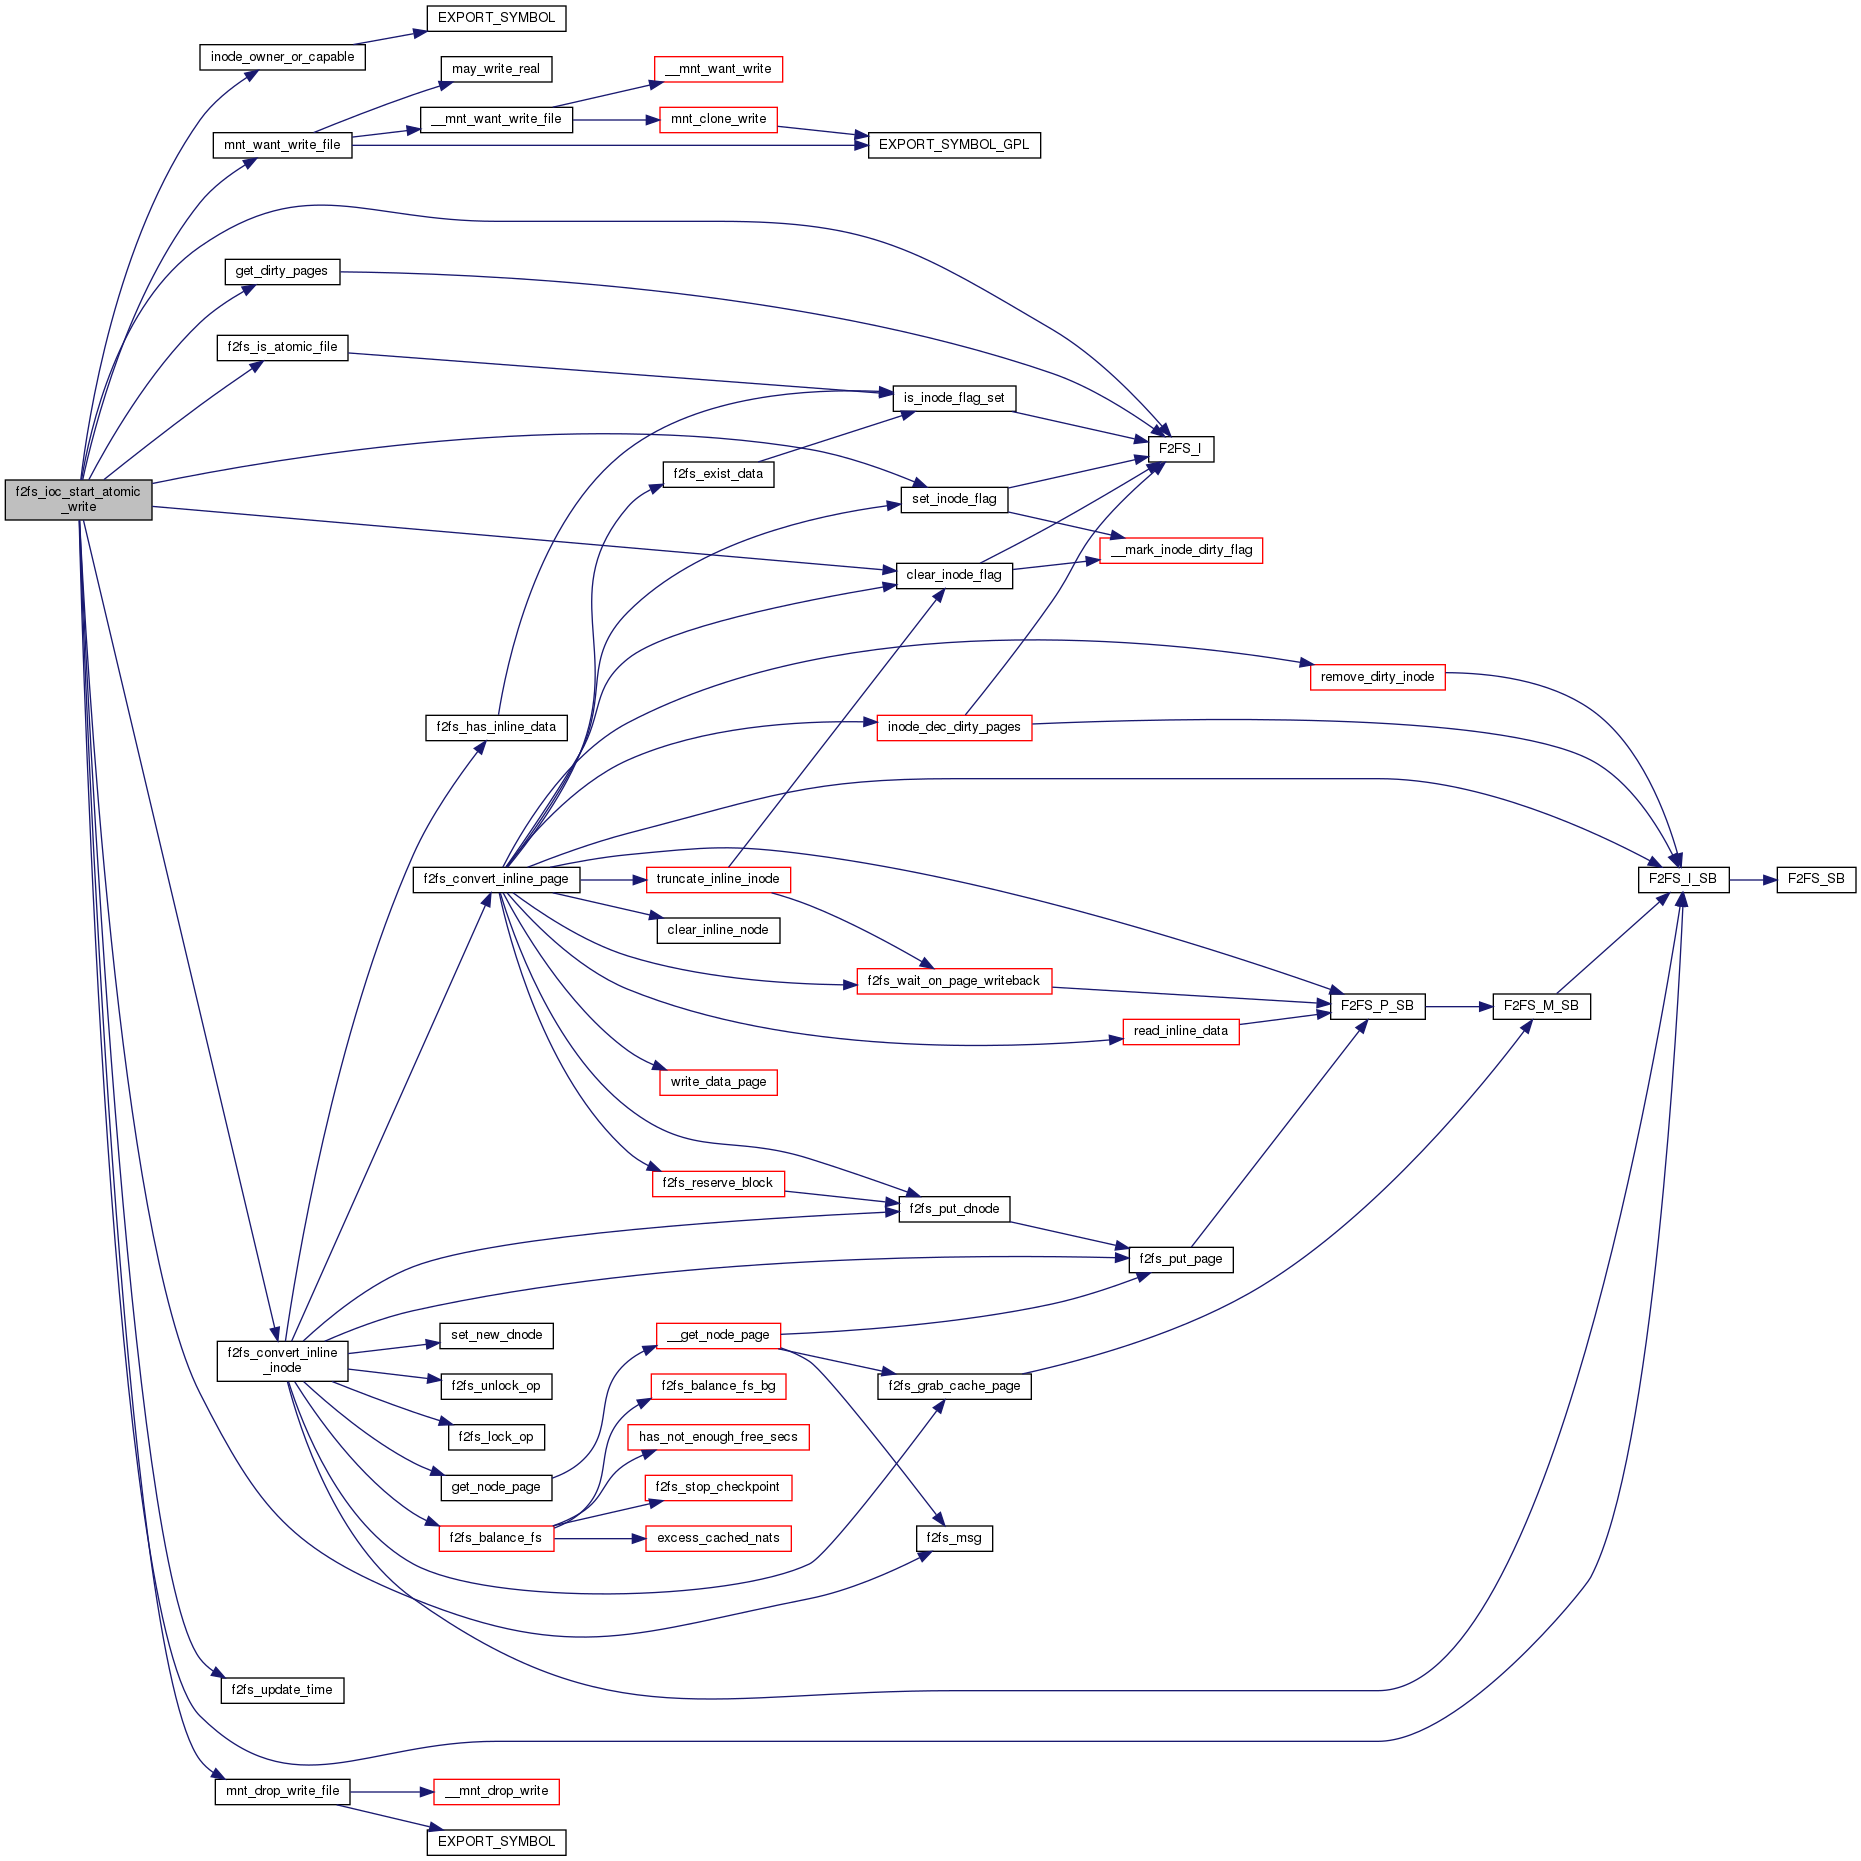 EXPORT_SYMBOL
inode_owner_or_capable
may_write_real
__mnt_want_write
__mnt_want_write_file
mnt_clone_write
mnt_want_write_file
EXPORT_SYMBOL_GPL
get_dirty_pages
f2fs_is_atomic_file
is_inode_flag_set
F2FS_I
f2fs_exist_data
f2fs_ioc_start_atomic
_write
set_inode_flag
__mark_inode_dirty_flag
clear_inode_flag
remove_dirty_inode
f2fs_has_inline_data
inode_dec_dirty_pages
f2fs_convert_inline_page
truncate_inline_inode
F2FS_I_SB
F2FS_SB
clear_inline_node
f2fs_wait_on_page_writeback
F2FS_P_SB
F2FS_M_SB
read_inline_data
write_data_page
f2fs_reserve_block
f2fs_put_dnode
f2fs_put_page
set_new_dnode
__get_node_page
f2fs_convert_inline
_inode
f2fs_unlock_op
f2fs_balance_fs_bg
f2fs_grab_cache_page
f2fs_lock_op
has_not_enough_free_secs
get_node_page
f2fs_stop_checkpoint
f2fs_balance_fs
excess_cached_nats
f2fs_msg
f2fs_update_time
mnt_drop_write_file
__mnt_drop_write
EXPORT_SYMBOL